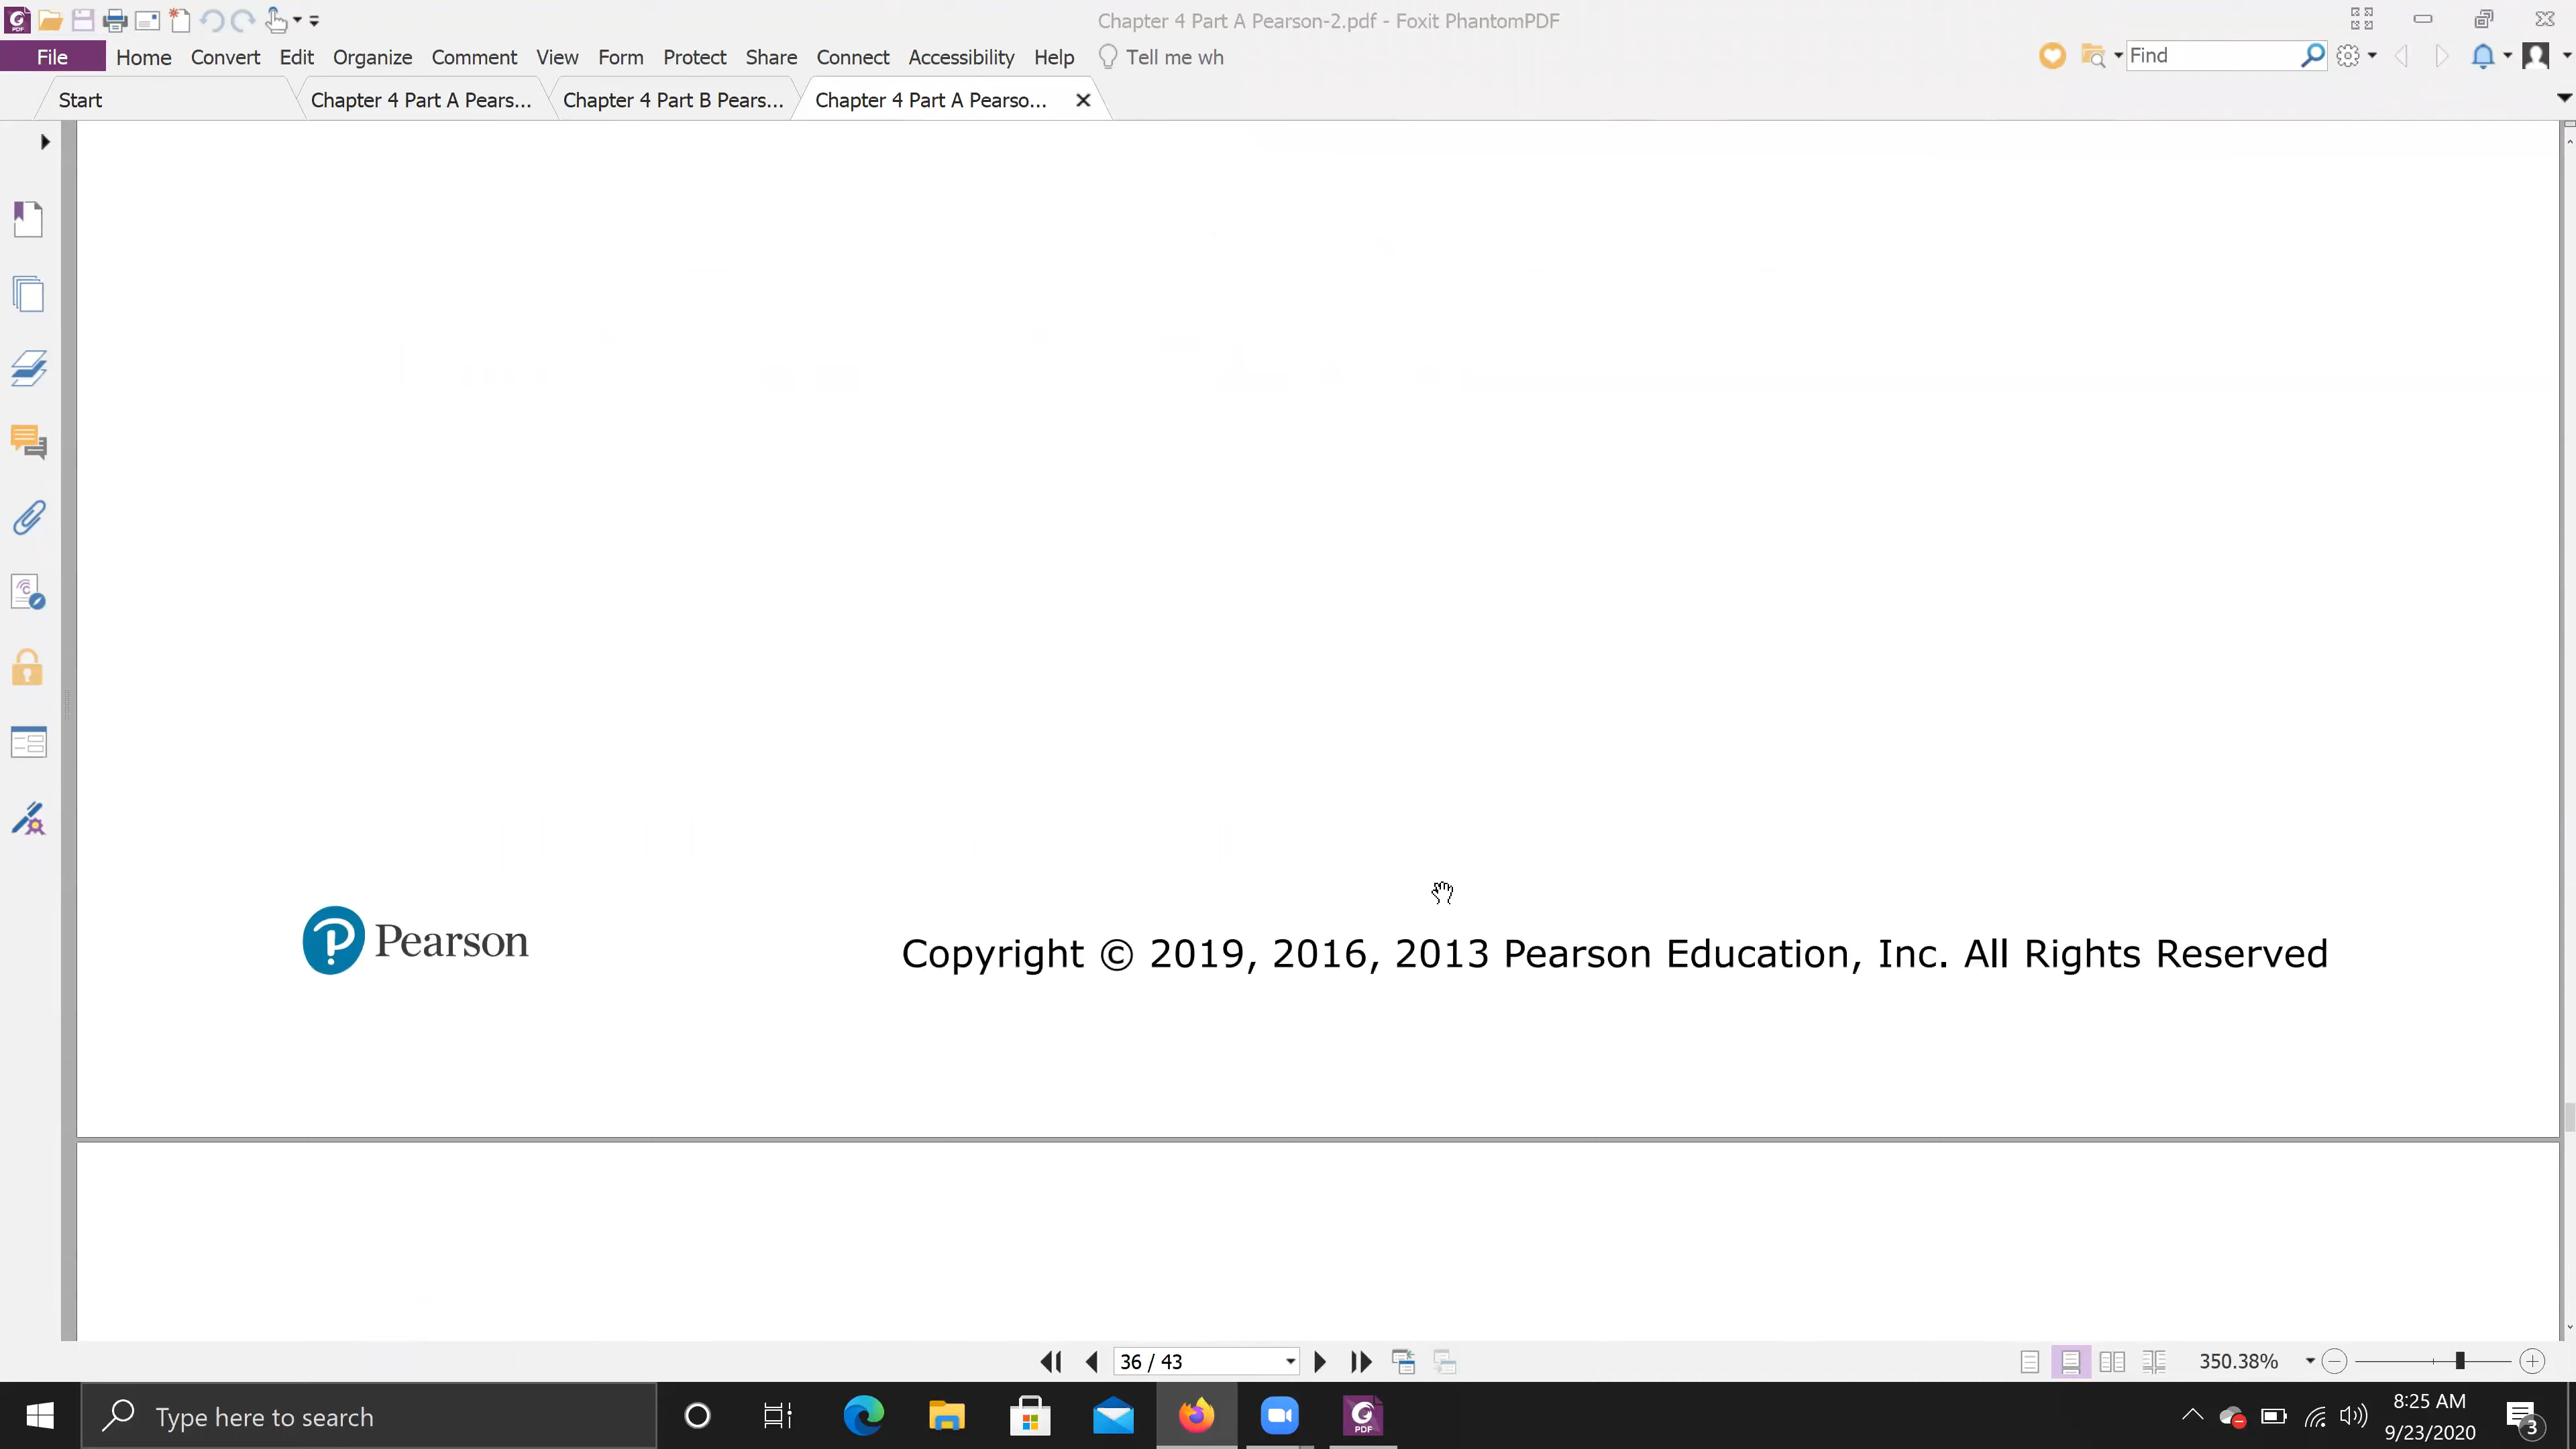 Chapter 4 Part A Pearson-2.pdf - Foxit PhantomPDF
File Home Convert Edit Organize Comment View Form Protect Share Connect Accessibility Help Tell me wh Find
Start Chapter 4 Part A Pears... Chapter 4 Part B Pears... Chapter 4 Part A Pearso...
Pearson
Copyright © 2019, 2016, 2013 Pearson Education, Inc. All Rights Reserved
36 / 43 350.38%
Type here to search
PDF
8:25 AM
9/23/2020
3